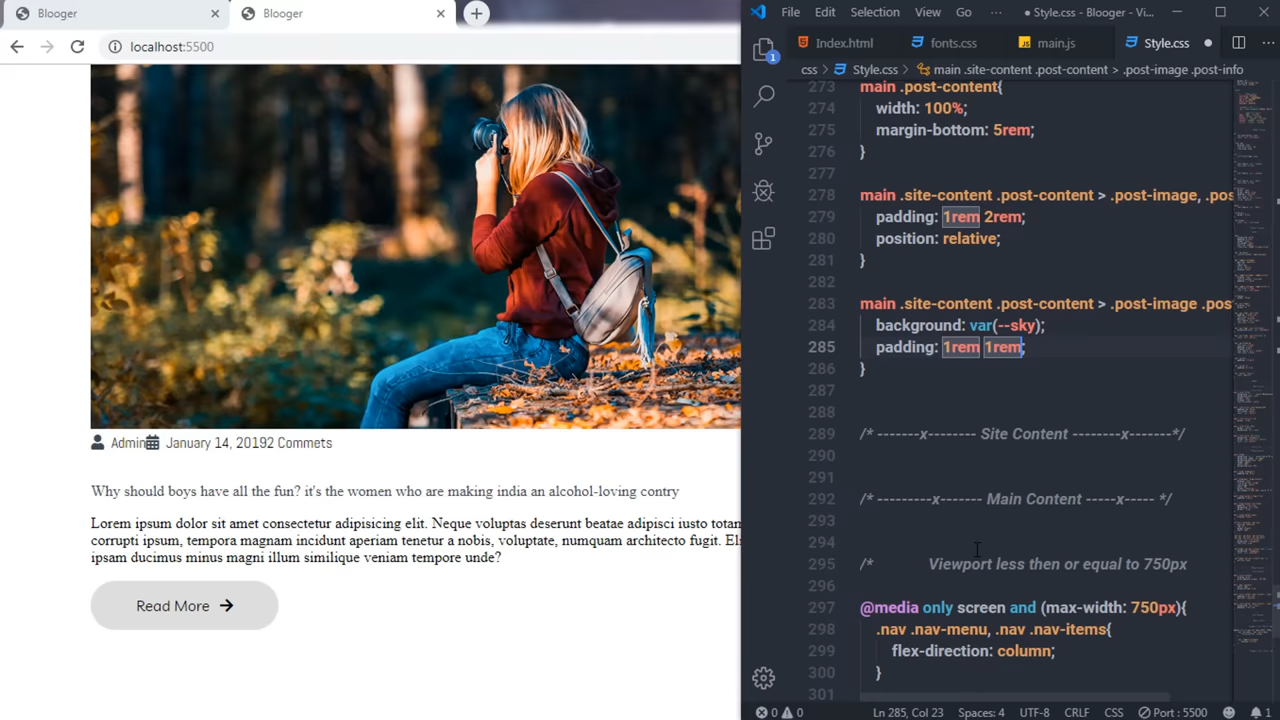 Blooger
Blooger
localhost:5500
Admin January 14, 20192 Commets
Why should boys have all the fun? it's the women who are making india an alcohol-loving contry
Lorem ipsum dolor sit amet consectetur adipisicing elit. Neque voluptas deserunt beatae adipisci iusto totam
corrupti ipsum, tempora magnam incidunt aperiam tenetur a nobis, voluptate, numquam architecto fugit. Els
ipsam ducimus minus magni illum similique veniam tempore unde?
Read More
File Edit Selection View Go ··· ● Style.css - Blooger - Vi...
Index.html fonts.css main.js Style.css
css > Style.css > main .site-content .post-content > .post-image .post-info
1
273 main .post-content{
274 width: 100%;
275 margin-bottom: 5rem;
276 }
277
278 main .site-content .post-content > .post-image, .pos
279 padding: 1rem 2rem;
280 position: relative;
281 }
282
283 main .site-content .post-content > .post-image .pos
284 background: var(--sky);
285 padding: 1rem 1rem;
286 }
287
288
289 /* -------x-------- Site Content --------x-------*/
290
291
292 /* ---------x------- Main Content -----x----- */
293
294
295 /* Viewport less then or equal to 750px
296
297 @media only screen and (max-width: 750px){
298 .nav .nav-menu, .nav .nav-items{
299 flex-direction: column;
300 }
301
0 0 Ln 285, Col 23 Spaces: 4 UTF-8 CRLF CSS Port : 5500 1